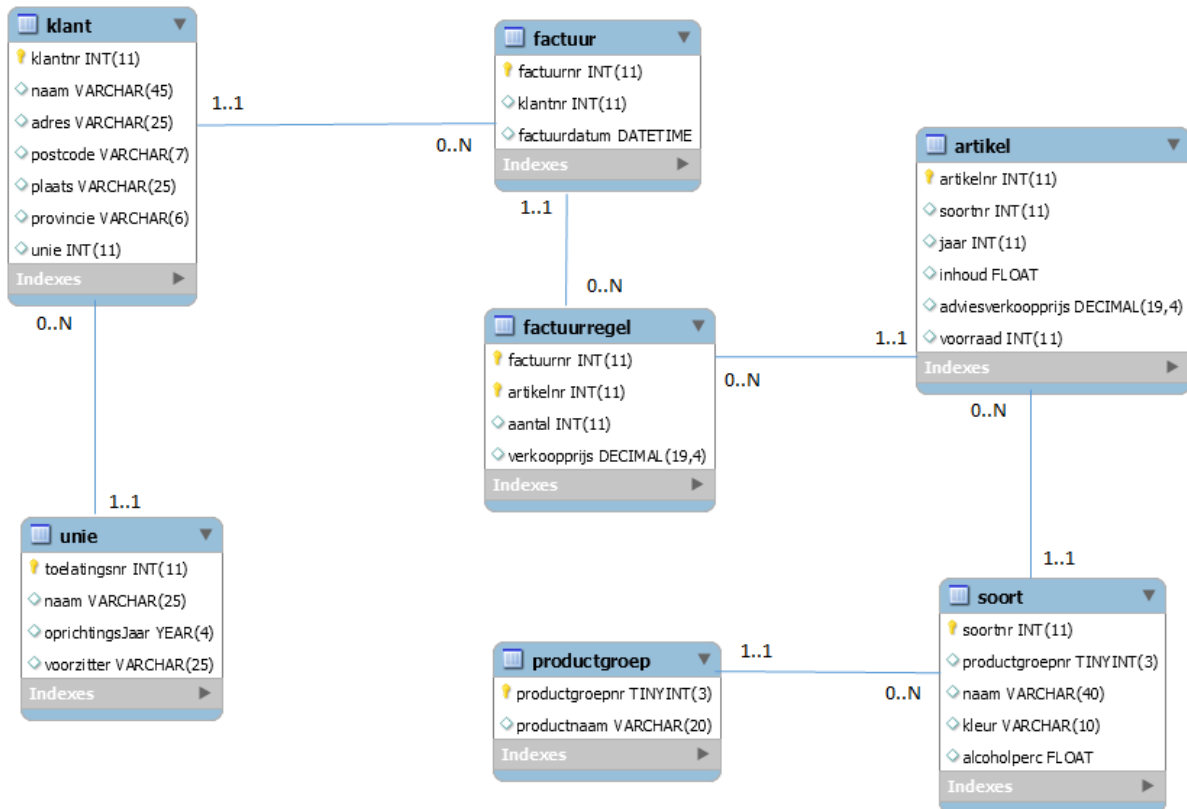 klant
klantnr INT(11)
naam VARCHAR(45)
adres VARCHAR(25)
postcode VARCHAR(7)
plaats VARCHAR(25)
provincie VARCHAR(6)
unie INT(11)
Indexes
1..1
0..N
factuur
factuurnr INT(11)
klantnr INT(11)
factuurdatum DATETIME
Indexes
1..1
0..N
factuurregel
factuurnr INT(11)
artikelnr INT(11)
aantal INT(11)
verkoopprijs DECIMAL(19,4)
Indexes
0..N
1..1
artikel
artikelnr INT(11)
soortnr INT(11)
jaar INT(11)
inhoud FLOAT
adviesverkoopprijs DECIMAL(19,4)
voorraad INT(11)
Indexes
0..N
1..1
0..N
1..1
unie
toelatingsnr INT(11)
naam VARCHAR(25)
oprichtingsJaar YEAR(4)
voorzitter VARCHAR(25)
Indexes
productgroep
productgroepnr TINYINT(3)
productnaam VARCHAR(20)
Indexes
1..1
0..N
soort
soortnr INT(11)
productgroepnr TINYINT(3)
naam VARCHAR(40)
kleur VARCHAR(10)
alcoholperc FLOAT
Indexes